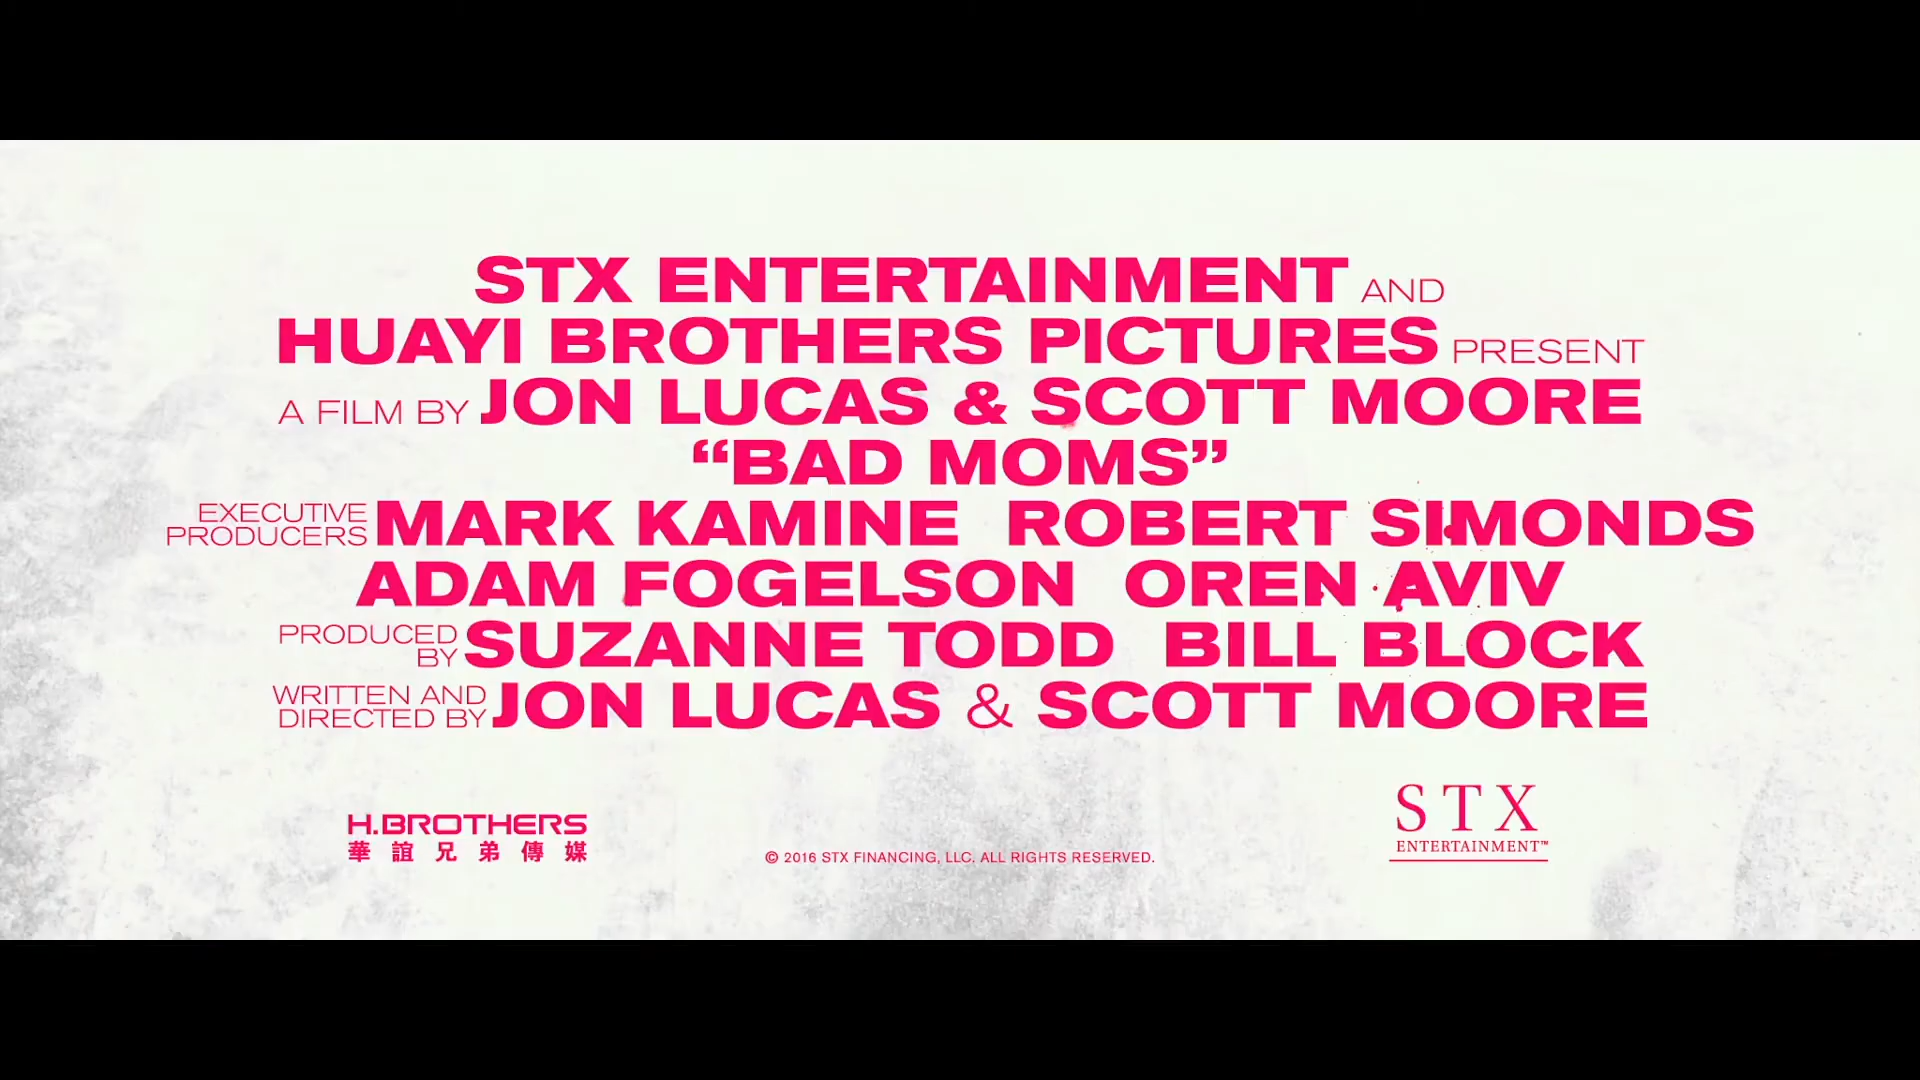 STX ENTERTAINMENT AND
HUAYI BROTHERS PICTURES PRESENT
A FILM BY JON LUCAS & SCOTT MOORE
“BAD MOMS”
EXECUTIVE PRODUCERS MARK KAMINE ROBERT SIMONDS
ADAM FOGELSON OREN AVIV
PRODUCED BY SUZANNE TODD BILL BLOCK
WRITTEN AND DIRECTED BY JON LUCAS & SCOTT MOORE
H.BROTHERS
華誼兄弟傳媒
© 2016 STX FINANCING, LLC. ALL RIGHTS RESERVED.
STX
ENTERTAINMENT™